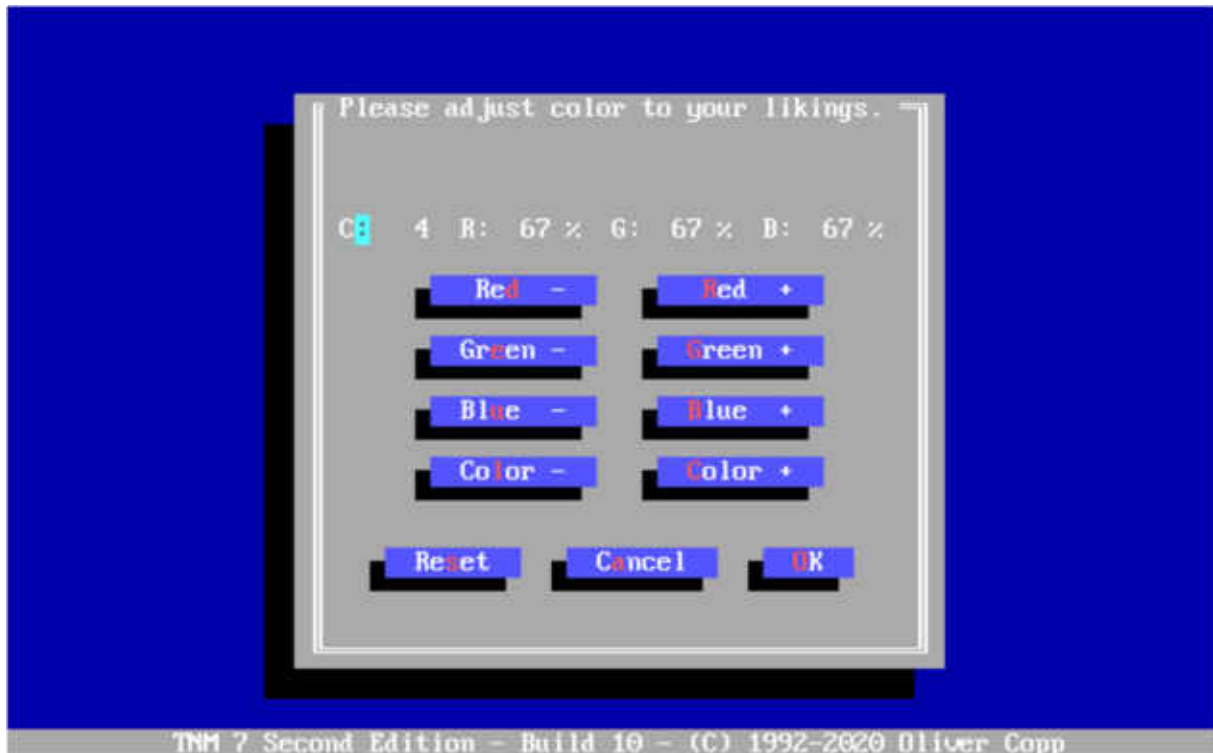 Please adjust color to your likings.
C: 4 R: 67 % G: 67 % B: 67 %
Red - Red +
Green - Green +
Blue - Blue +
Color - Color +
Reset Cancel OK
TNM 7 Second Edition - Build 10 - (C) 1992-2020 Oliver Copp